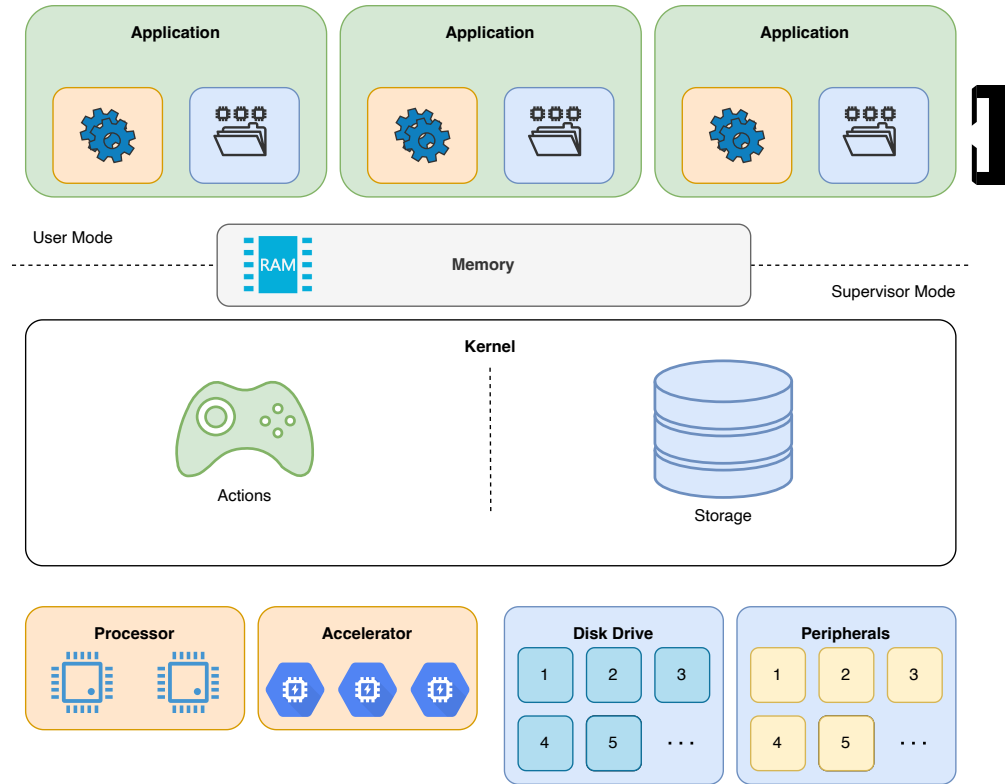 Application
Application
Application
User Mode
RAM
Memory
Supervisor Mode
Kernel
Actions
Storage
Processor
Accelerator
Disk Drive
Peripherals
1
2
3
1
2
3
4
5
. . .
4
5
. . .